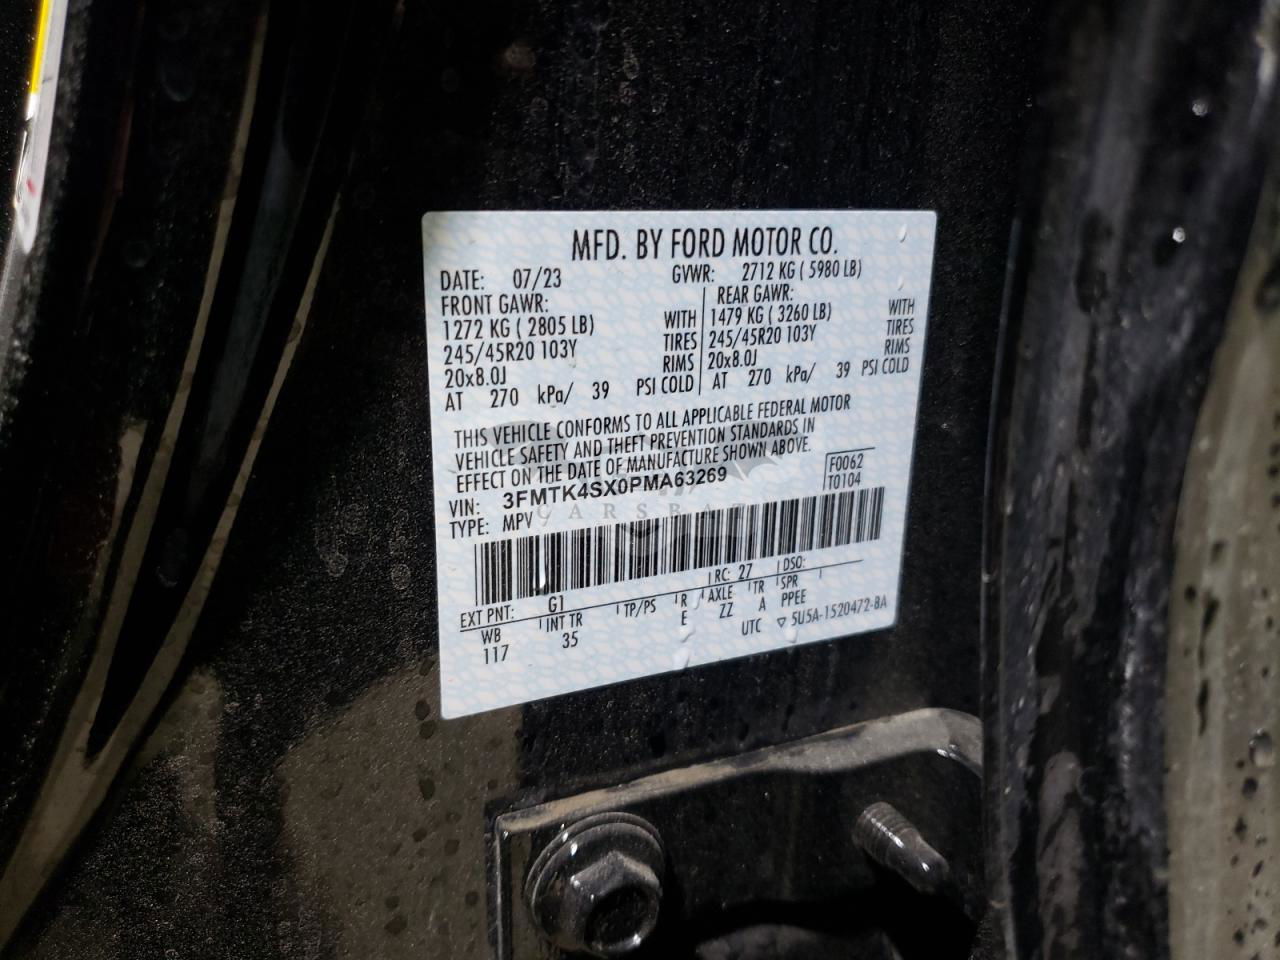 MFD. BY FORD MOTOR CO.
DATE: 07/23 GVWR: 2712 KG ( 5980 LB)
FRONT GAWR: REAR GAWR:
1272 KG ( 2805 LB) WITH 1479 KG ( 3260 LB) WITH
245/45R20 103Y TIRES 245/45R20 103Y TIRES
20x8.0J RIMS 20x8.0J RIMS
AT 270 kPa/ 39 PSI COLD AT 270 kPa/ 39 PSI COLD
THIS VEHICLE CONFORMS TO ALL APPLICABLE FEDERAL MOTOR
VEHICLE SAFETY AND THEFT PREVENTION STANDARDS IN
EFFECT ON THE DATE OF MANUFACTURE SHOWN ABOVE.
VIN: 3FMTK4SX0PMA63269 F0062
TYPE: MPV T0104
EXT PNT: G1 RC: 27 DSO:
WB INT TR TP/PS R AXLE TR SPR
117 35 E ZZ A PPEE
UTC ▽ 5U5A-1520472-BA